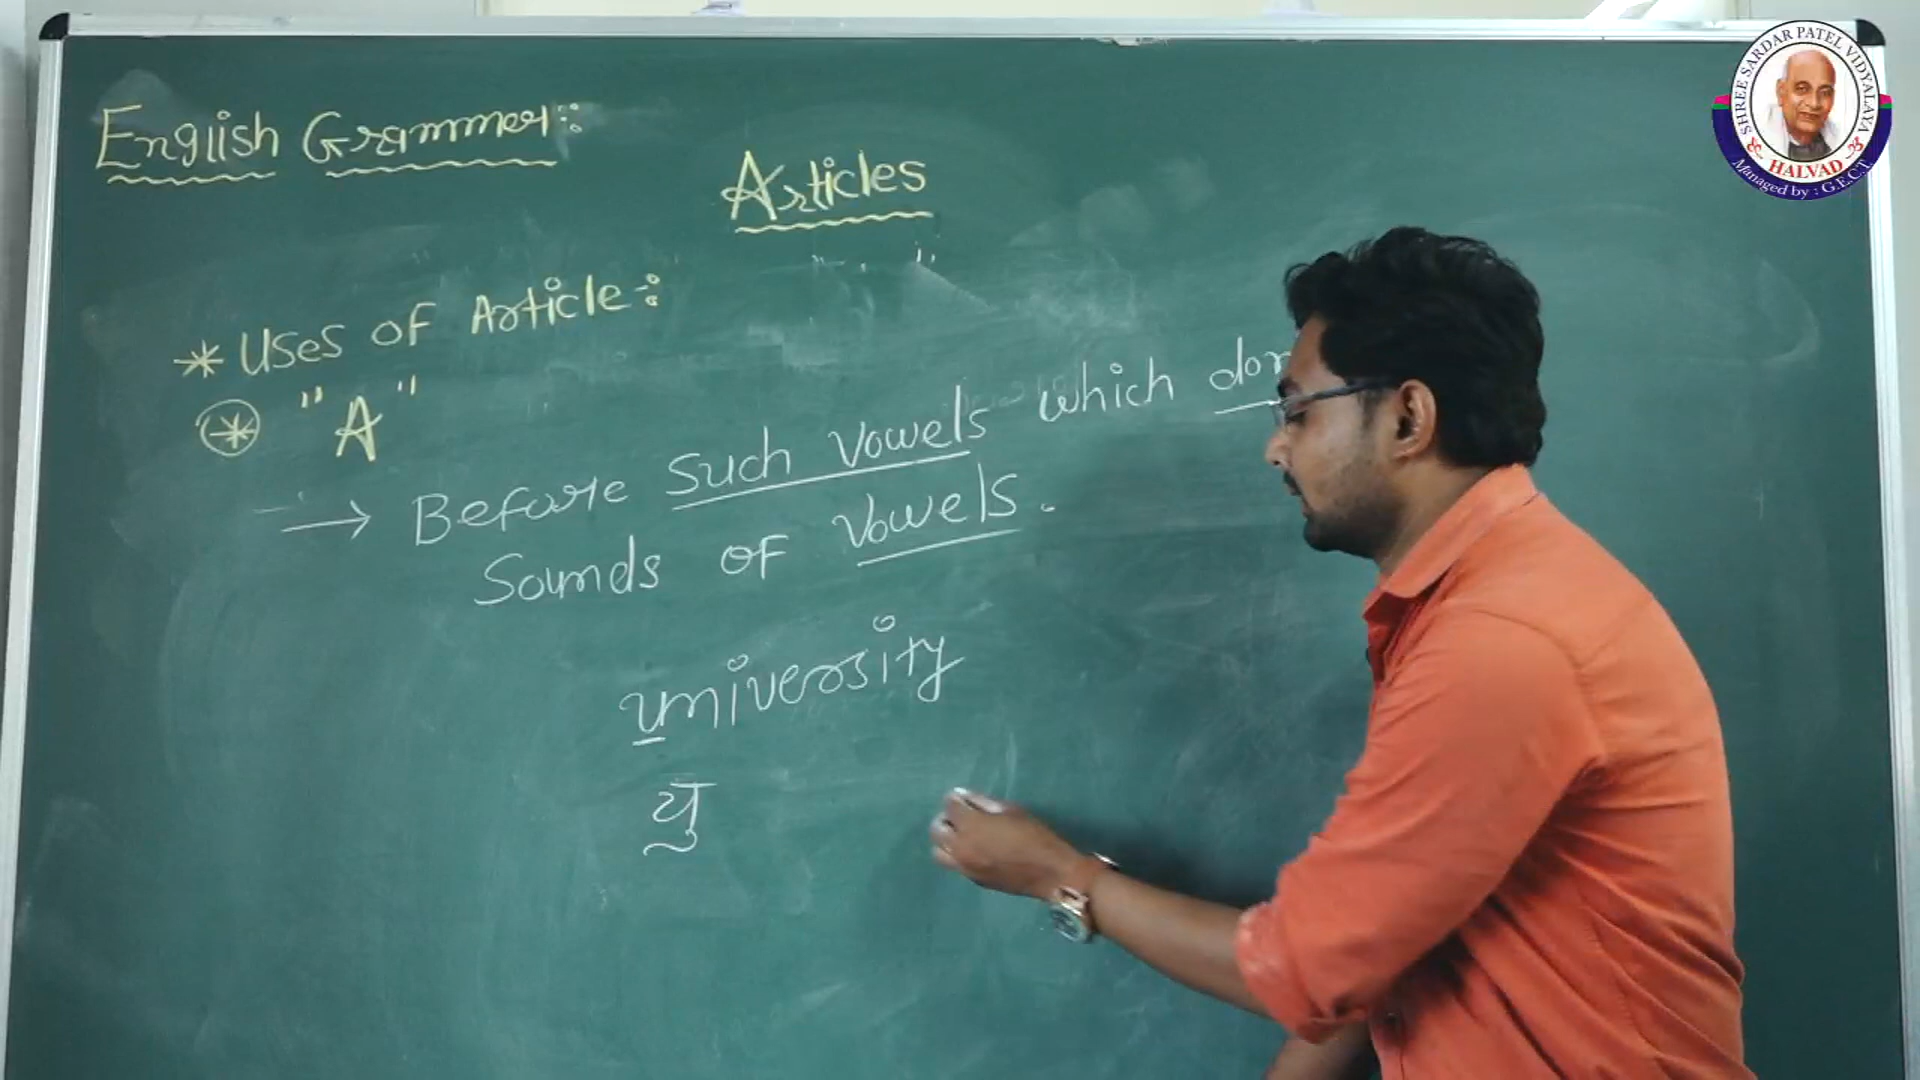 English Grammer:-
Articles
* Uses of Article:-
* "A"
→ Before Such Vowels which
Sounds of Vowels.
university
यु
SHREE SARDAR PATEL VIDYALAYA
HALVAD
Managed by : G.E.C.T.